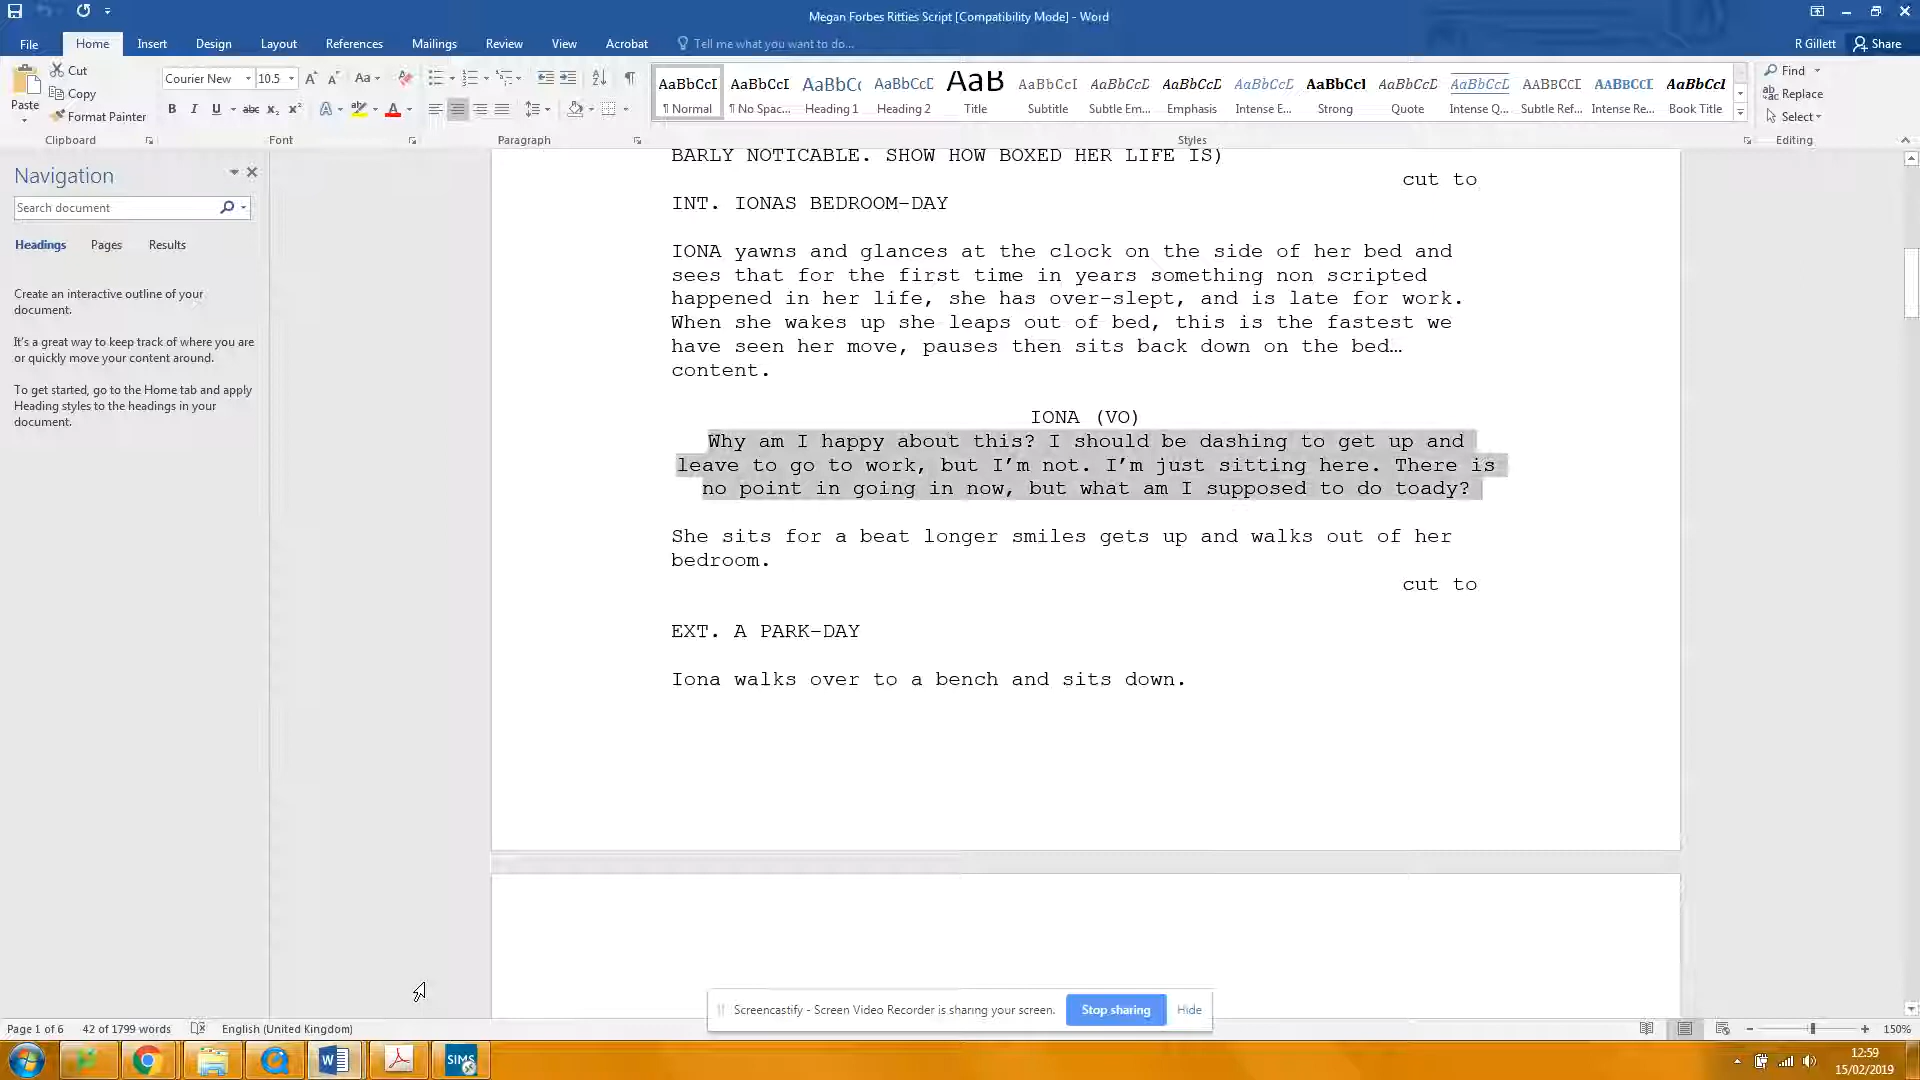 Megan Forbes Ritties Script [Compatibility Mode] - Word
File Home Insert Design Layout References Mailings Review View Acrobat Tell me what you want to do... R Gillett Share
Paste Cut Copy Format Painter
Clipboard
Courier New 10.5
Font
Paragraph
AaBbCcI AaBbCcI AaBbCc AaBbCcD AaB AaBbCcI AaBbCcD AaBbCcD AaBbCcD AaBbCcI AaBbCcD AaBbCcD AaBbCcD AaBbCcD AaBbCcI
¶ Normal ¶ No Spac... Heading 1 Heading 2 Title Subtitle Subtle Em... Emphasis Intense E... Strong Quote Intense Q... Subtle Ref... Intense Re... Book Title
Styles
Find
Replace
Select
Editing
Navigation
Search document
Headings Pages Results
Create an interactive outline of your
document.
It's a great way to keep track of where you are
or quickly move your content around.
To get started, go to the Home tab and apply
Heading styles to the headings in your
document.
BARLY NOTICABLE. SHOW HOW BOXED HER LIFE IS)
cut to
INT. IONAS BEDROOM-DAY
IONA yawns and glances at the clock on the side of her bed and
sees that for the first time in years something non scripted
happened in her life, she has over-slept, and is late for work.
When she wakes up she leaps out of bed, this is the fastest we
have seen her move, pauses then sits back down on the bed…
content.
IONA (VO)
Why am I happy about this? I should be dashing to get up and
leave to go to work, but I’m not. I’m just sitting here. There is
no point in going in now, but what am I supposed to do toady?
She sits for a beat longer smiles gets up and walks out of her
bedroom.
cut to
EXT. A PARK-DAY
Iona walks over to a bench and sits down.
Screencastify - Screen Video Recorder is sharing your screen. Stop sharing Hide
Page 1 of 6 42 of 1799 words English (United Kingdom) 150%
SIMS
12:59
15/02/2019